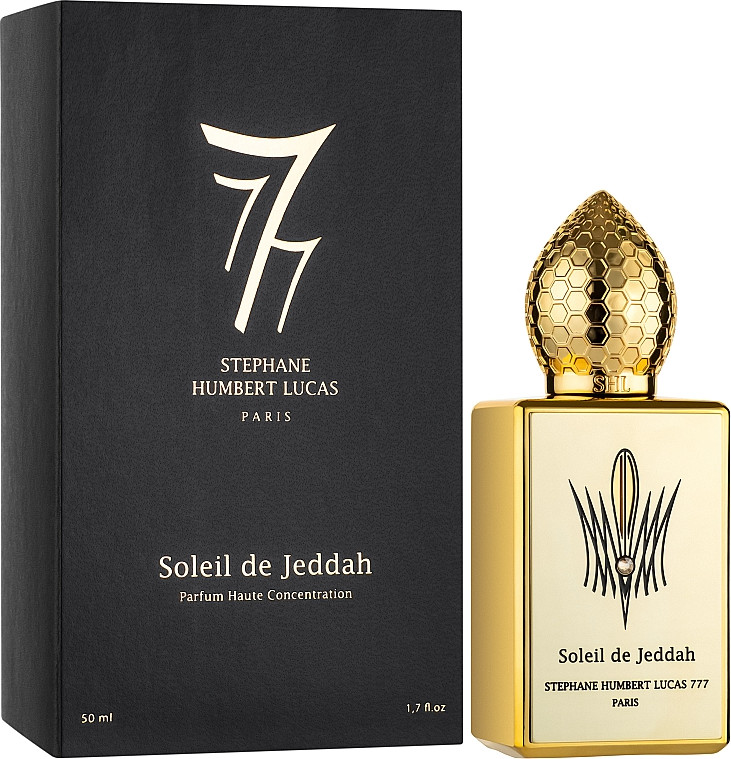 777
STEPHANE
HUMBERT LUCAS
PARIS
Soleil de Jeddah
Parfum Haute Concentration
50 ml
1,7 fl.oz
SHL
Soleil de Jeddah
STEPHANE HUMBERT LUCAS 777
PARIS